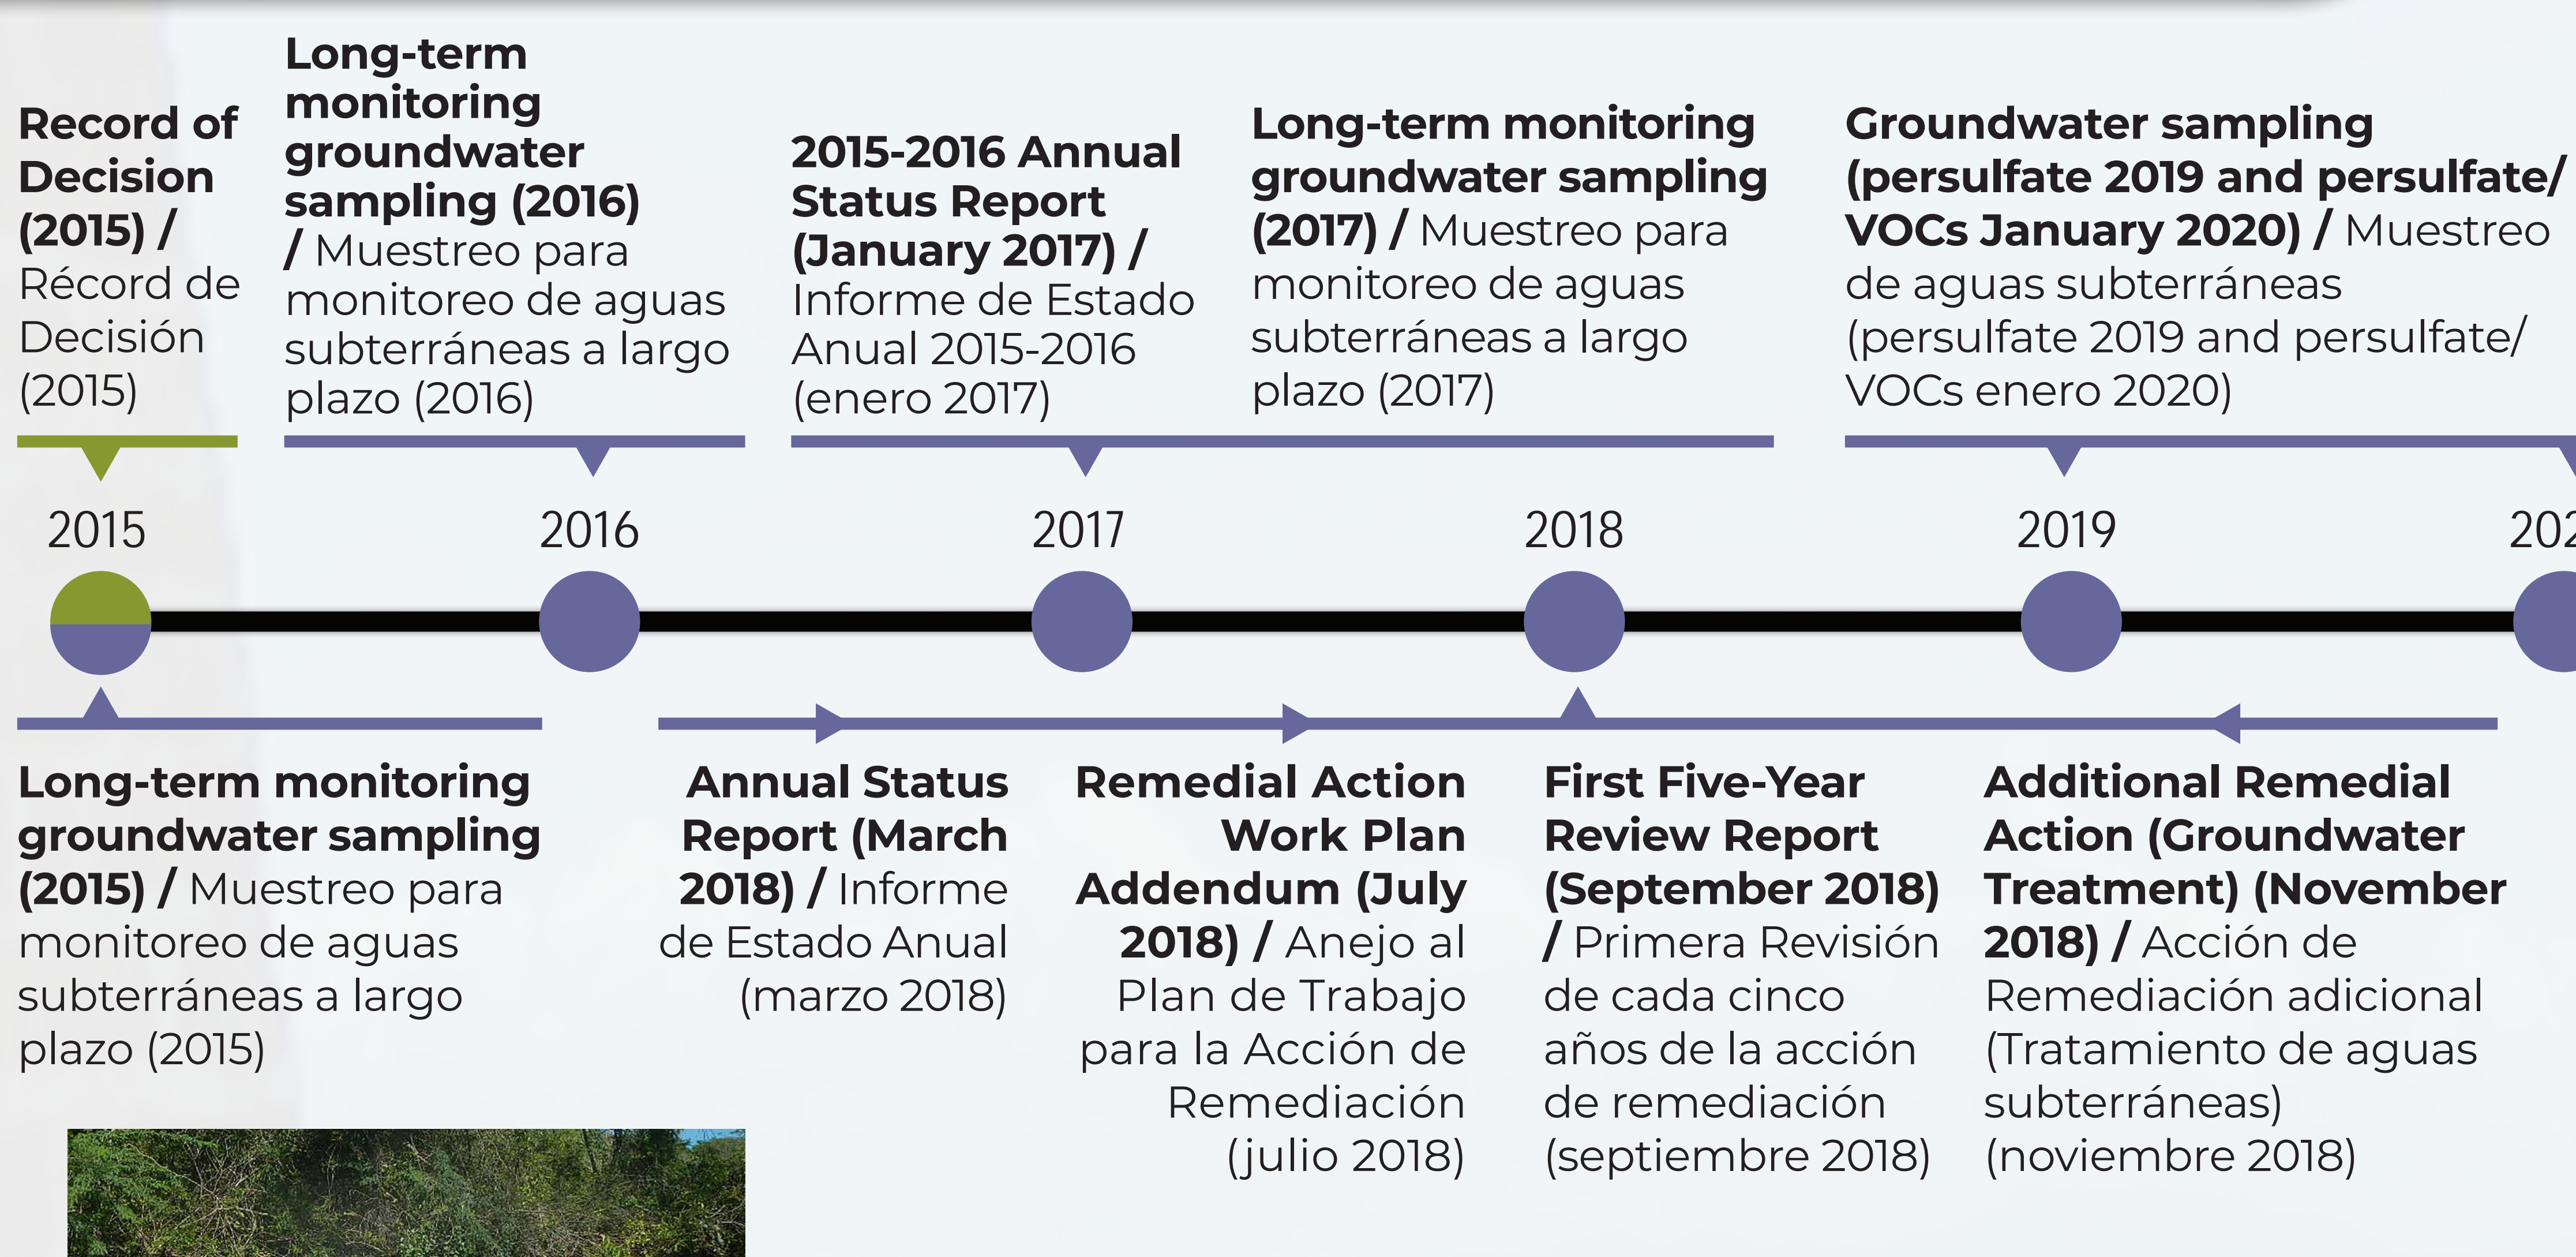 Record of
Decision
(2015) /
Récord de
Decisión
(2015)
Long-term
monitoring
groundwater
sampling (2016)
/ Muestreo para
monitoreo de aguas
subterráneas a largo
plazo (2016)
2015-2016 Annual
Status Report
(January 2017) /
Informe de Estado
Anual 2015-2016
(enero 2017)
Long-term monitoring
groundwater sampling
(2017) / Muestreo para
monitoreo de aguas
subterráneas a largo
plazo (2017)
Groundwater sampling
(persulfate 2019 and persulfate/
VOCs January 2020) / Muestreo
de aguas subterráneas
(persulfate 2019 and persulfate/
VOCs enero 2020)
2015
2016
2017
2018
2019
Long-term monitoring
groundwater sampling
(2015) / Muestreo para
monitoreo de aguas
subterráneas a largo
plazo (2015)
Annual Status
Report (March
2018) / Informe
de Estado Anual
(marzo 2018)
Remedial Action
Work Plan
Addendum (July
2018) / Anejo al
Plan de Trabajo
para la Acción de
Remediación
(julio 2018)
First Five-Year
Review Report
(September 2018)
/ Primera Revisión
de cada cinco
años de la acción
de remediación
(septiembre 2018)
Additional Remedial
Action (Groundwater
Treatment) (November
2018) / Acción de
Remediación adicional
(Tratamiento de aguas
subterráneas)
(noviembre 2018)